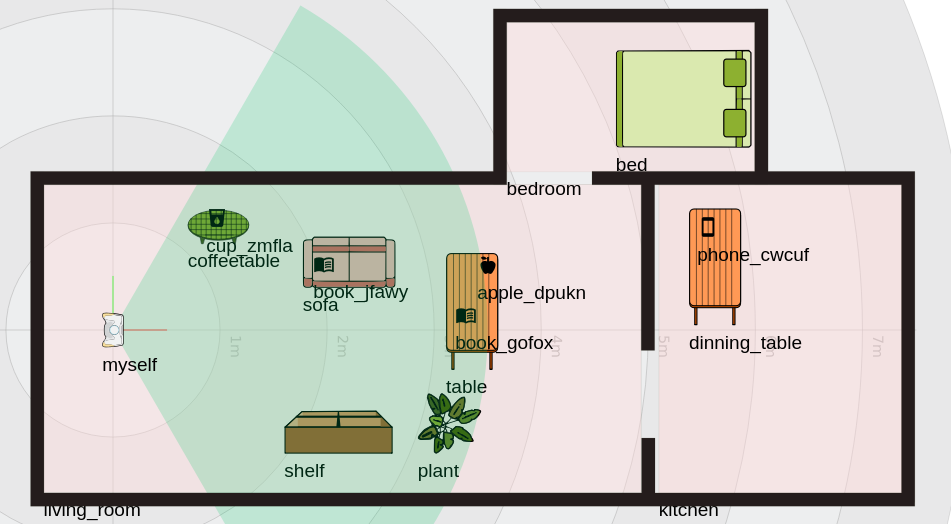 bed
bedroom
cup_zmfla
coffeetable
phone_cwcuf
book_jfawy
sofa
apple_dpukn
1m
2m
4m
5m
7m
book_gofox
dinning_table
myself
table
shelf
plant
living_room
kitchen